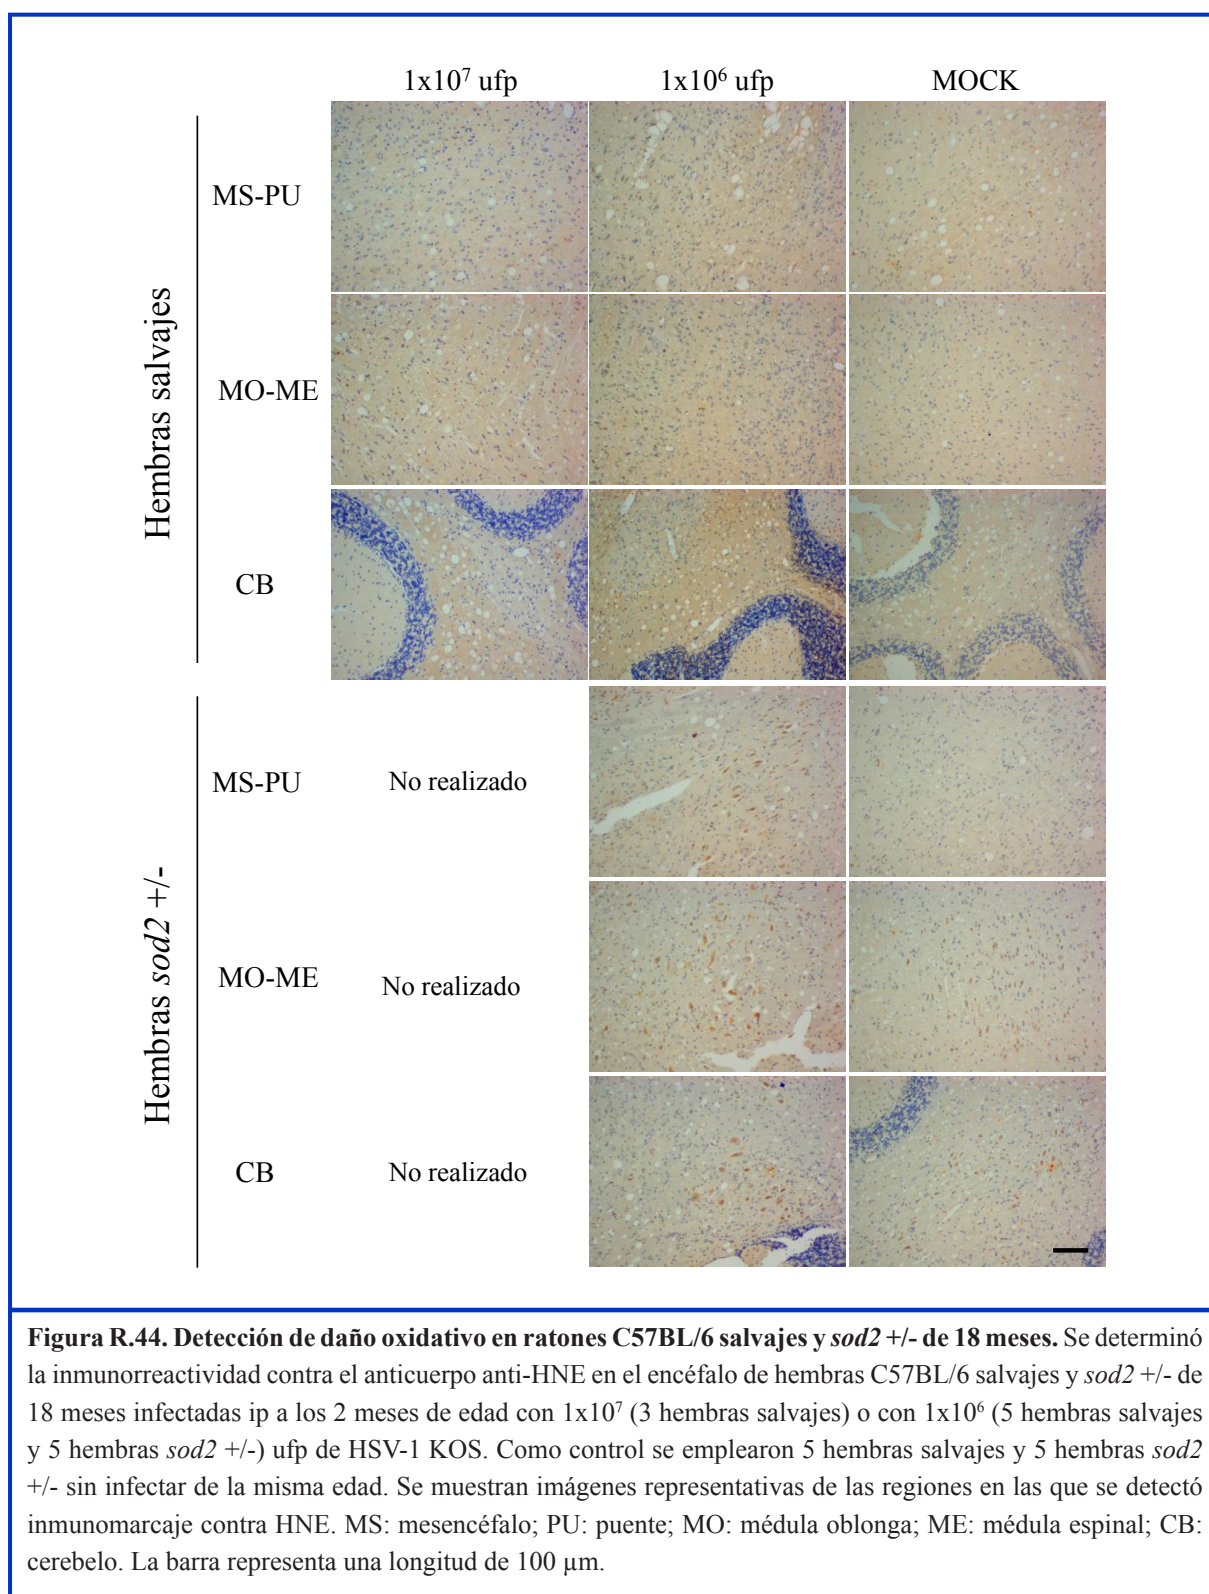 1x10⁷ ufp 1x10⁶ ufp MOCK
Hembras salvajes
MS-PU
MO-ME
CB
Hembras sod2 +/-
MS-PU No realizado
MO-ME No realizado
CB No realizado
Figura R.44. Detección de daño oxidativo en ratones C57BL/6 salvajes y sod2 +/- de 18 meses. Se determinó
la inmunorreactividad contra el anticuerpo anti-HNE en el encéfalo de hembras C57BL/6 salvajes y sod2 +/- de
18 meses infectadas ip a los 2 meses de edad con 1x10⁷ (3 hembras salvajes) o con 1x10⁶ (5 hembras salvajes
y 5 hembras sod2 +/-) ufp de HSV-1 KOS. Como control se emplearon 5 hembras salvajes y 5 hembras sod2
+/- sin infectar de la misma edad. Se muestran imágenes representativas de las regiones en las que se detectó
inmunomarcaje contra HNE. MS: mesencéfalo; PU: puente; MO: médula oblonga; ME: médula espinal; CB:
cerebelo. La barra representa una longitud de 100 µm.